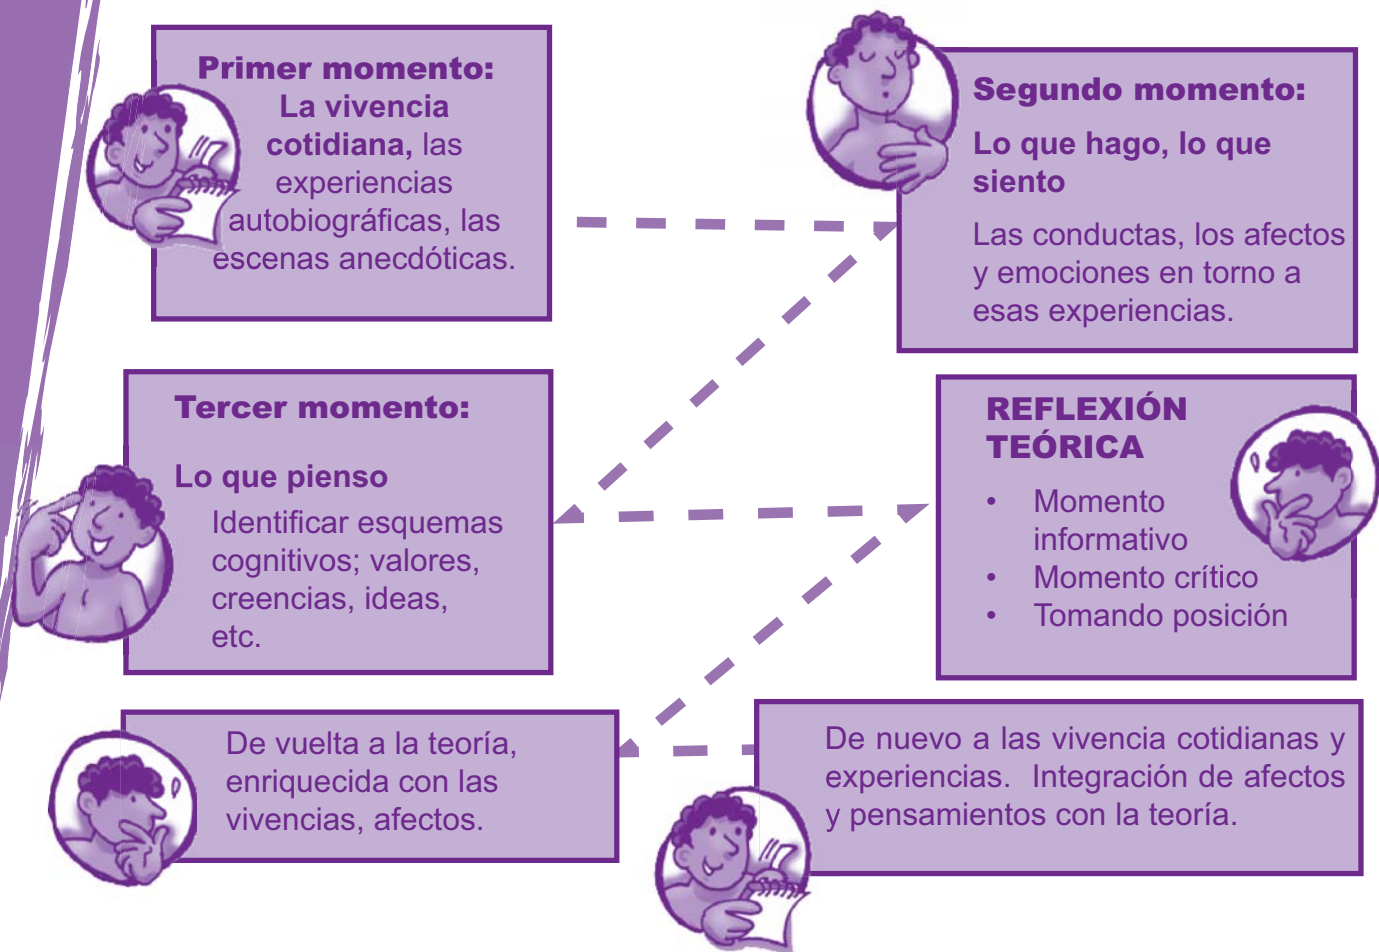 Primer momento:
La vivencia
cotidiana, las
experiencias
autobiográficas, las
escenas anecdóticas.
Segundo momento:
Lo que hago, lo que
siento
Las conductas, los afectos
y emociones en torno a
esas experiencias.
Tercer momento:
Lo que pienso
Identificar esquemas
cognitivos; valores,
creencias, ideas,
etc.
REFLEXIÓN
TEÓRICA
• Momento
informativo
• Momento crítico
• Tomando posición
De vuelta a la teoría,
enriquecida con las
vivencias, afectos.
De nuevo a las vivencia cotidianas y
experiencias. Integración de afectos
y pensamientos con la teoría.